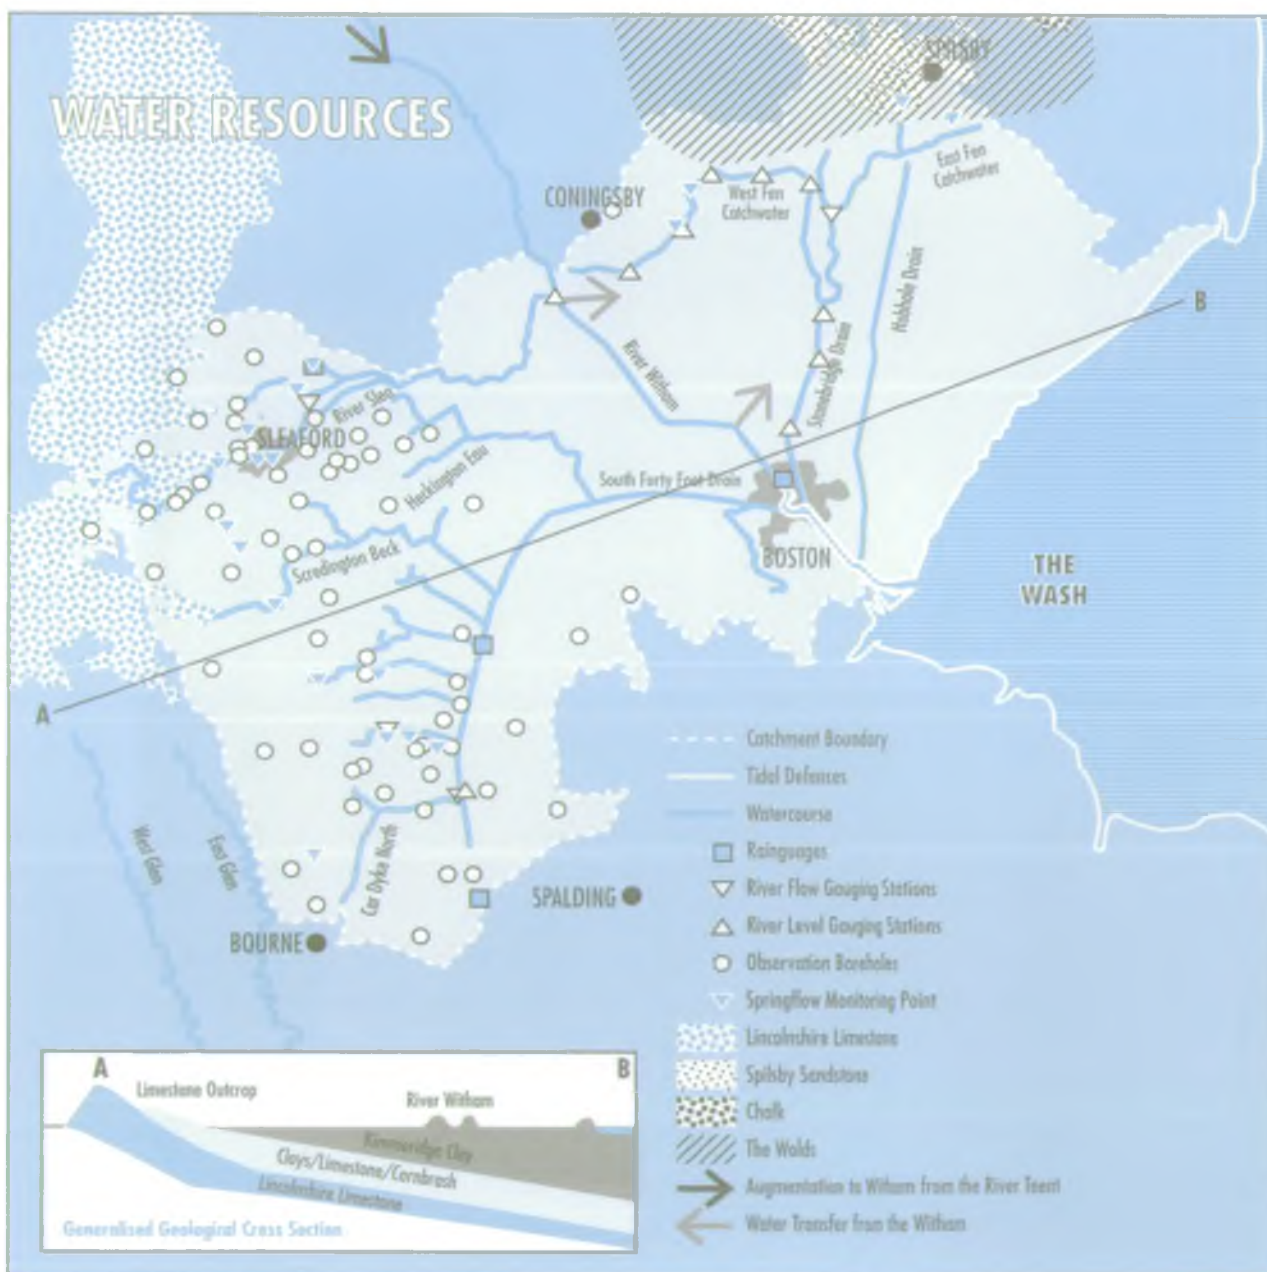 WATER RESOURCES
SPILSBY
CONINGSBY
West Fen
Catchwater
East Fen
Catchwater
Hobhole Drain
B
River Witham
Stonebridge Drain
River Slea
SLEAFORD
Heckington Eau
South Forty Foot Drain
BOSTON
Scredington Beck
THE
WASH
A
West Glen
East Glen
Car Dyke North
BOURNE
SPALDING
Catchment Boundary
Tidal Defenses
Watercourse
Rainguages
River Flow Gauging Stations
River Level Gauging Stations
Observation Boreholes
Springflow Monitoring Point
Lincolnshire Limestone
Spilsby Sandstone
Chalk
The Wolds
Augmentation to Witham from the River Trent
Water Transfer from the Witham
A
B
Limestone Outcrop
River Witham
Kimmeridge Clay
Clays/Limestone/Cornbrash
Lincolnshire Limestone
Generalised Geological Cross Section